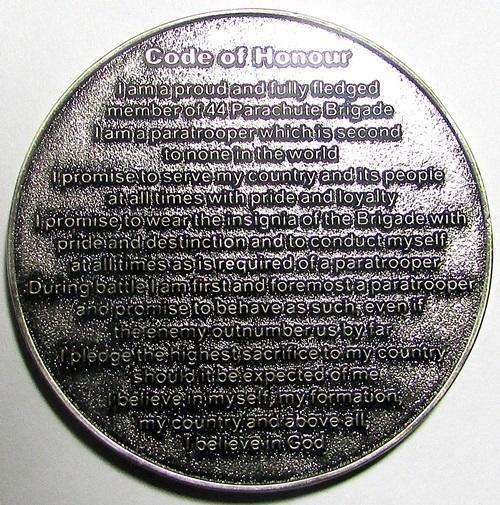 Code of Honour
I am a proud and fully fledged
member of 44 Parachute Brigade
I am a paratrooper which is second
to none in the world
I promise to serve my country and its people
at all times with pride and loyalty
I promise to wear the insignia of the Brigade with
pride and destinction and to conduct myself
at all times as is required of a paratrooper
During battle I am first and foremost a paratrooper
and promise to behave as such, even if
the enemy outnumber us by far
I pledge the highest sacrifice to my country
should it be expected of me
I believe in myself, my formation,
my country and above all,
I believe in God